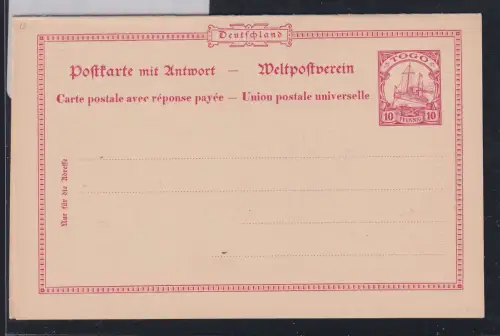 Deutschland
Postkarte mit Antwort — Weltpostverein
Carte postale avec réponse payée — Union postale universelle
TOGO
10 PFENNIG 10
Nur für die Adresse